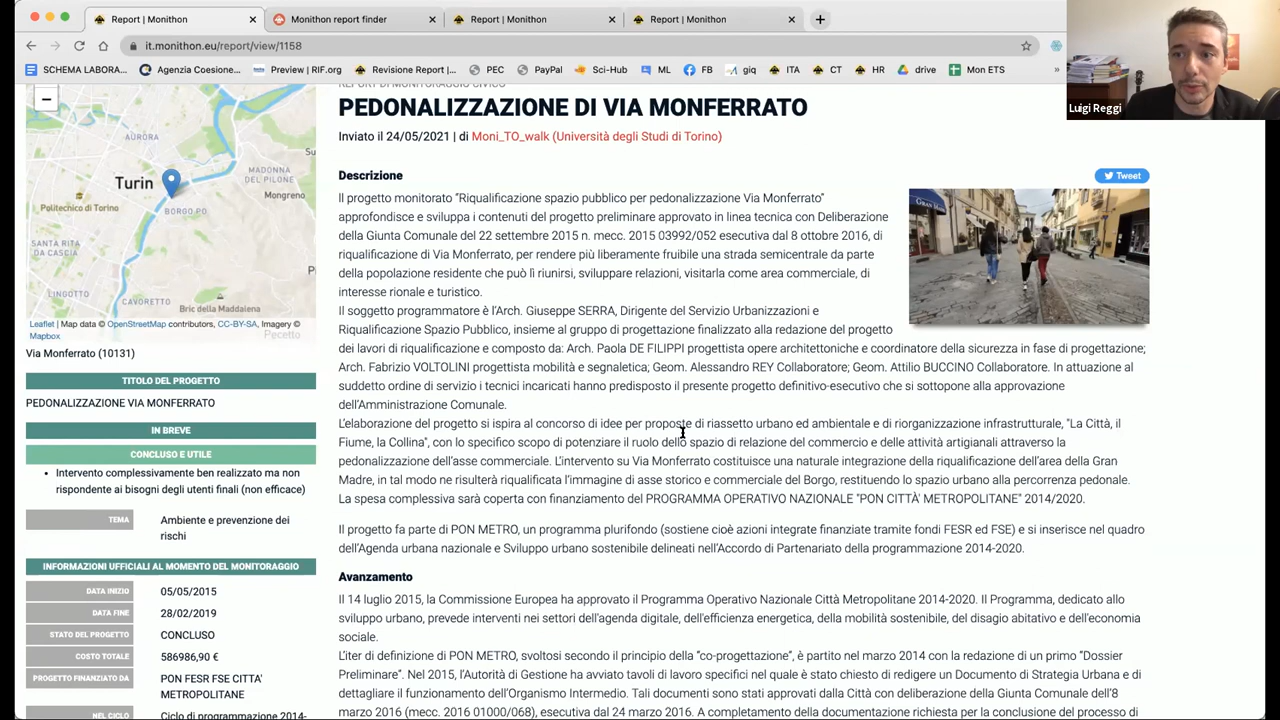 Report | Monithon
Monithon report finder
Report | Monithon
Report | Monithon
it.monithon.eu/report/view/1158
SCHEMA LABORA...
Agenzia Coesione...
Preview | RIF.org
Revisione Report |...
PEC
PayPal
Sci-Hub
ML
FB
giq
ITA
CT
HR
drive
Mon ETS
»
Luigi Reggi
REPORT DI MONITORAGGIO CIVICO
PEDONALIZZAZIONE DI VIA MONFERRATO
Inviato il 24/05/2021 | di Moni_TO_walk (Università degli Studi di Torino)
Descrizione
Tweet
Il progetto monitorato “Riqualificazione spazio pubblico per pedonalizzazione Via Monferrato”
approfondisce e sviluppa i contenuti del progetto preliminare approvato in linea tecnica con Deliberazione
della Giunta Comunale del 22 settembre 2015 n. mecc. 2015 03992/052 esecutiva dal 8 ottobre 2016, di
riqualificazione di Via Monferrato, per rendere più liberamente fruibile una strada semicentrale da parte
della popolazione residente che può lì riunirsi, sviluppare relazioni, visitarla come area commerciale, di
interesse rionale e turistico.
Il soggetto programmatore è l’Arch. Giuseppe SERRA, Dirigente del Servizio Urbanizzazioni e
Riqualificazione Spazio Pubblico, insieme al gruppo di progettazione finalizzato alla redazione del progetto
dei lavori di riqualificazione e composto da: Arch. Paola DE FILIPPI progettista opere architettoniche e coordinatore della sicurezza in fase di progettazione;
Arch. Fabrizio VOLTOLINI progettista mobilità e segnaletica; Geom. Alessandro REY Collaboratore; Geom. Attilio BUCCINO Collaboratore. In attuazione al
suddetto ordine di servizio i tecnici incaricati hanno predisposto il presente progetto definitivo-esecutivo che si sottopone alla approvazione
dell’Amministrazione Comunale.
L’elaborazione del progetto si ispira al concorso di idee per proposte di riassetto urbano ed ambientale e di riorganizzazione infrastrutturale, "La Città, il
Fiume, la Collina", con lo specifico scopo di potenziare il ruolo dello spazio di relazione del commercio e delle attività artigianali attraverso la
pedonalizzazione dell’asse commerciale. L’intervento su Via Monferrato costituisce una naturale integrazione della riqualificazione dell’area della Gran
Madre, in tal modo ne risulterà riqualificata l’immagine di asse storico e commerciale del Borgo, restituendo lo spazio urbano alla percorrenza pedonale.
La spesa complessiva sarà coperta con finanziamento del PROGRAMMA OPERATIVO NAZIONALE "PON CITTÀ' METROPOLITANE" 2014/2020.
Il progetto fa parte di PON METRO, un programma plurifondo (sostiene cioè azioni integrate finanziate tramite fondi FESR ed FSE) e si inserisce nel quadro
dell’Agenda urbana nazionale e Sviluppo urbano sostenibile delineati nell’Accordo di Partenariato della programmazione 2014-2020.
Avanzamento
Il 14 luglio 2015, la Commissione Europea ha approvato il Programma Operativo Nazionale Città Metropolitane 2014-2020. Il Programma, dedicato allo
sviluppo urbano, prevede interventi nei settori dell’agenda digitale, dell’efficienza energetica, della mobilità sostenibile, del disagio abitativo e dell’economia
sociale.
L’iter di definizione di PON METRO, svoltosi secondo il principio della “co-progettazione”, è partito nel marzo 2014 con la redazione di un primo “Dossier
Preliminare”. Nel 2015, l’Autorità di Gestione ha avviato tavoli di lavoro specifici nel quale è stato chiesto di redigere un Documento di Strategia Urbana e di
dettagliare il funzionamento dell’Organismo Intermedio. Tali documenti sono stati approvati dalla Città con deliberazione della Giunta Comunale dell’8
marzo 2016 (mecc. 2016 01000/068), esecutiva dal 24 marzo 2016. A completamento della documentazione richiesta per la conclusione del processo di
−
AURORA
MADONNA
DEL PILONE
Mongreno
Turin
Politecnico di Torino
BORGO PO
SANTA RITA
DA CASCIA
LINGOTTO
CAVORETTO
Bric della Maddalena
Pecetto
Leaflet | Map data © OpenStreetMap contributors, CC-BY-SA, Imagery ©
Mapbox
Via Monferrato (10131)
TITOLO DEL PROGETTO
PEDONALIZZAZIONE VIA MONFERRATO
IN BREVE
CONCLUSO E UTILE
Intervento complessivamente ben realizzato ma non
rispondente ai bisogni degli utenti finali (non efficace)
TEMA
Ambiente e prevenzione dei
rischi
INFORMAZIONI UFFICIALI AL MOMENTO DEL MONITORAGGIO
DATA INIZIO
05/05/2015
DATA FINE
28/02/2019
STATO DEL PROGETTO
CONCLUSO
COSTO TOTALE
586986,90 €
PROGETTO FINANZIATO DA
PON FESR FSE CITTA'
METROPOLITANE
NEL CICLO
Ciclo di programmazione 2014-